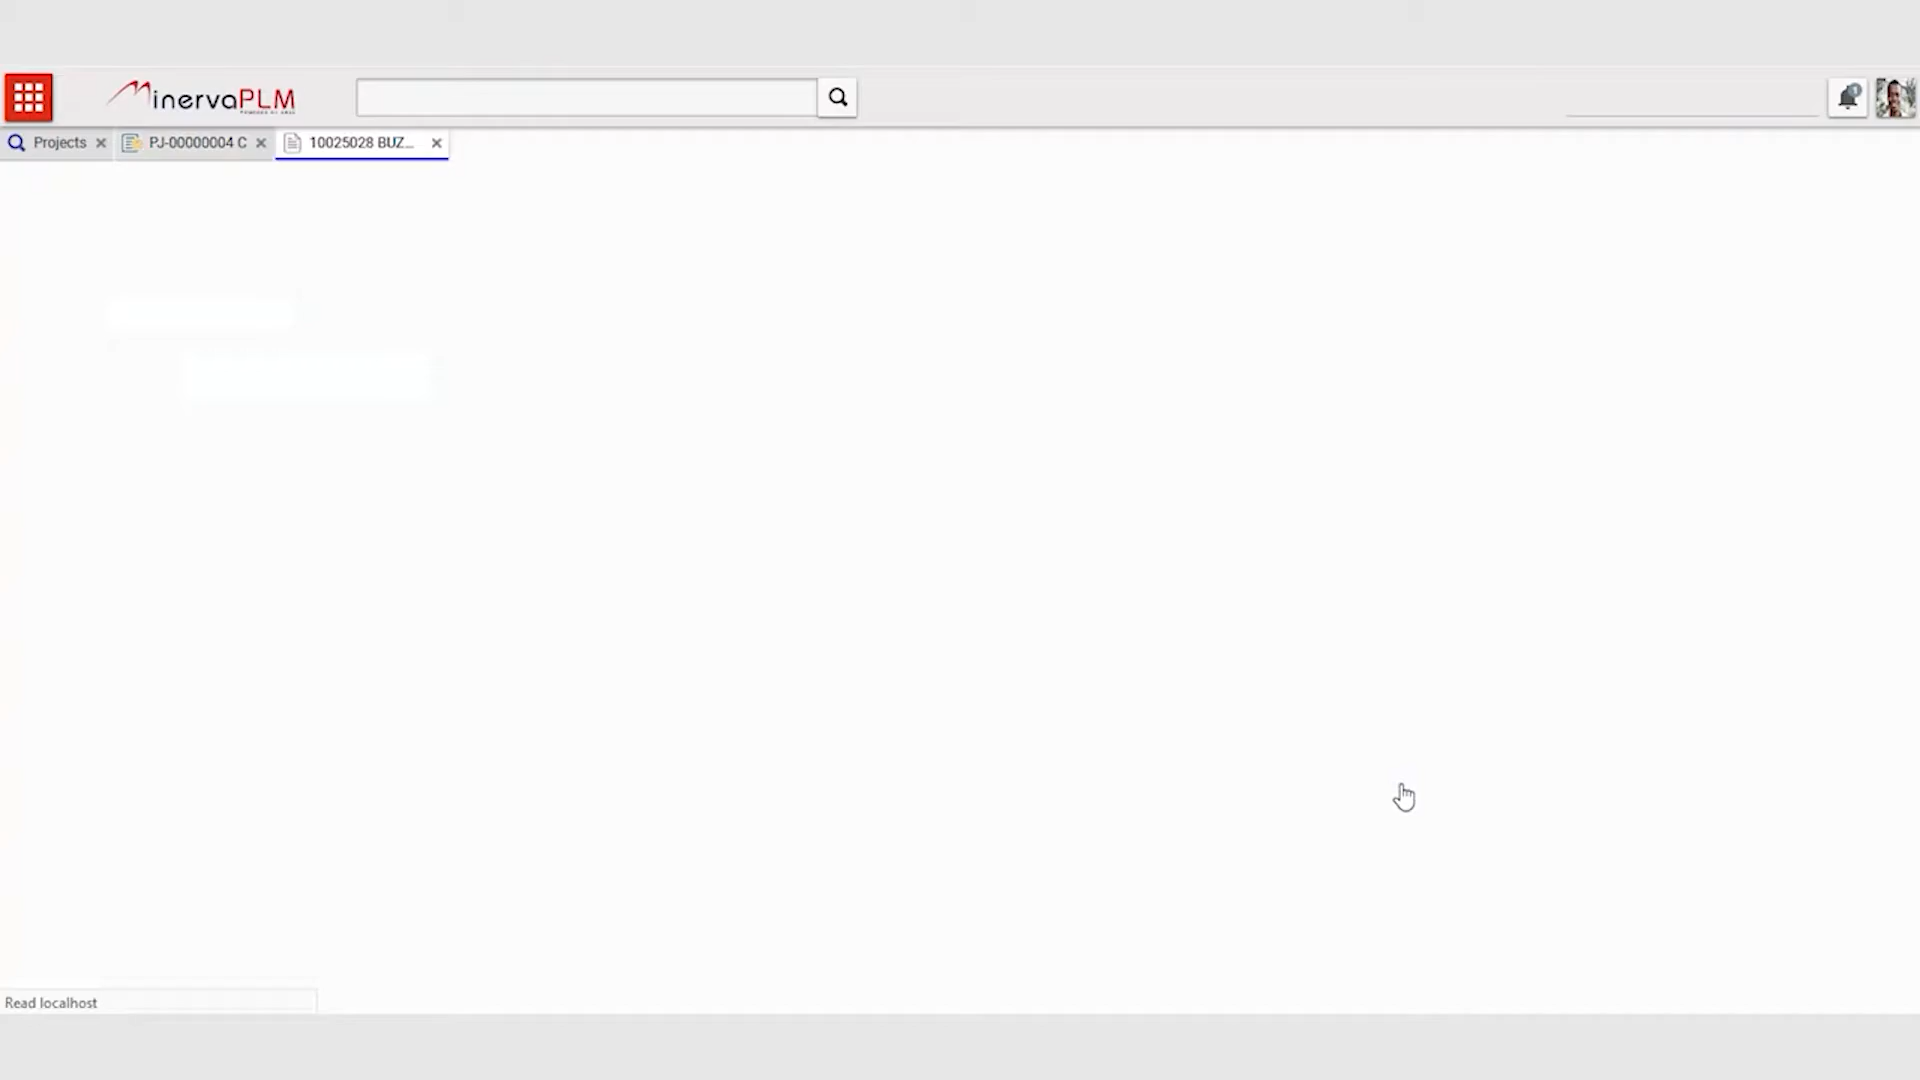 MinervaPLM
Projects
PJ-00000004 C
10025028 BUZ...
Read localhost